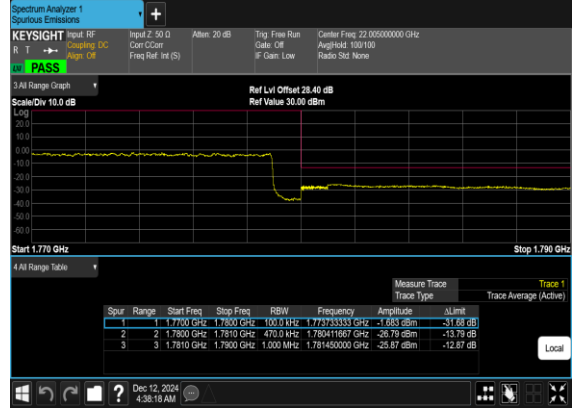 Spectrum Analyzer 1
Spurious Emissions
KEYSIGHT Input: RF Input Z: 50 Ω Atten: 20 dB Trig: Free Run Center Freq: 22.005000000 GHz
R T Coupling: DC Corr CCorr Gate: Off Avg|Hold: 100/100
Align: Off Freq Ref: Int (S) IF Gain: Low Radio Std: None
PASS
3 All Range Graph
Ref Lvl Offset 28.40 dB
Scale/Div 10.0 dB Ref Value 30.00 dBm
Log
20.0
10.0
0.00
-10.0
-20.0
-30.0
-40.0
-50.0
-60.0
Start 1.770 GHz Stop 1.790 GHz
4 All Range Table
Measure Trace Trace 1
Trace Type Trace Average (Active)
Spur Range Start Freq Stop Freq RBW Frequency Amplitude ΔLimit
1 1 1.7700 GHz 1.7800 GHz 100.0 kHz 1.773733333 GHz -1.683 dBm -31.68 dB
2 2 1.7800 GHz 1.7810 GHz 470.0 kHz 1.780411667 GHz -26.79 dBm -13.79 dB
3 3 1.7810 GHz 1.7900 GHz 1.000 MHz 1.781450000 GHz -25.87 dBm -12.87 dB
Local
? Dec 12, 2024
4:38:18 AM